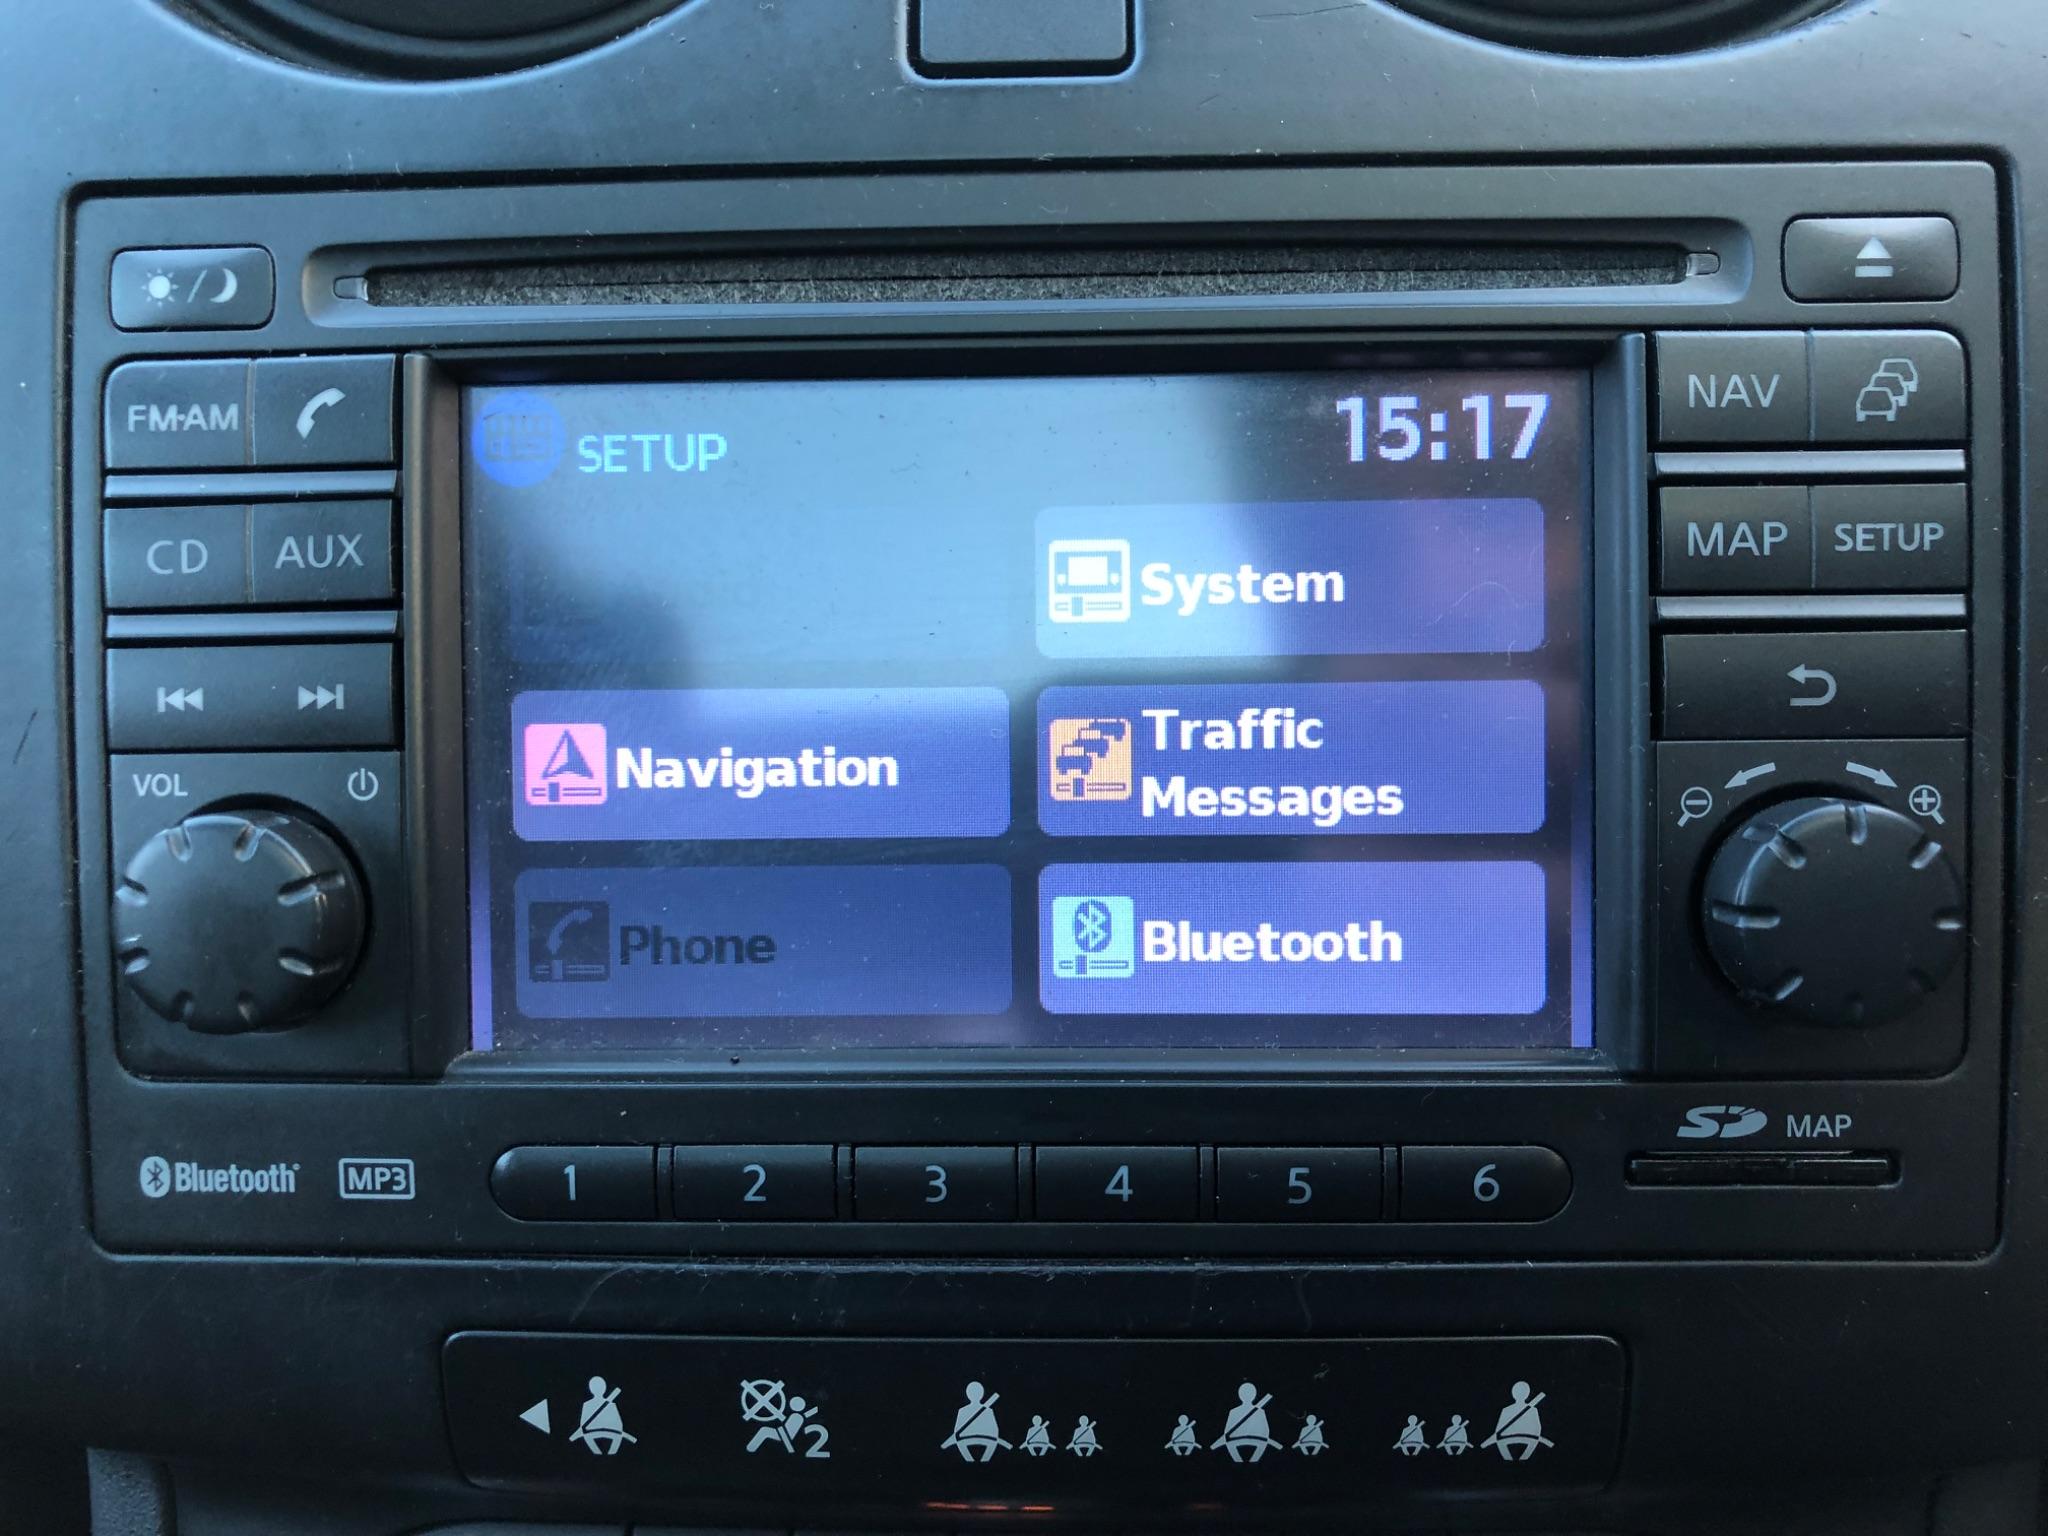 FM·AM
CD
AUX
VOL
SETUP
15:17
System
Navigation
Traffic
Messages
Phone
Bluetooth
NAV
MAP
SETUP
Bluetooth
MP3
1
2
3
4
5
6
SD MAP
2